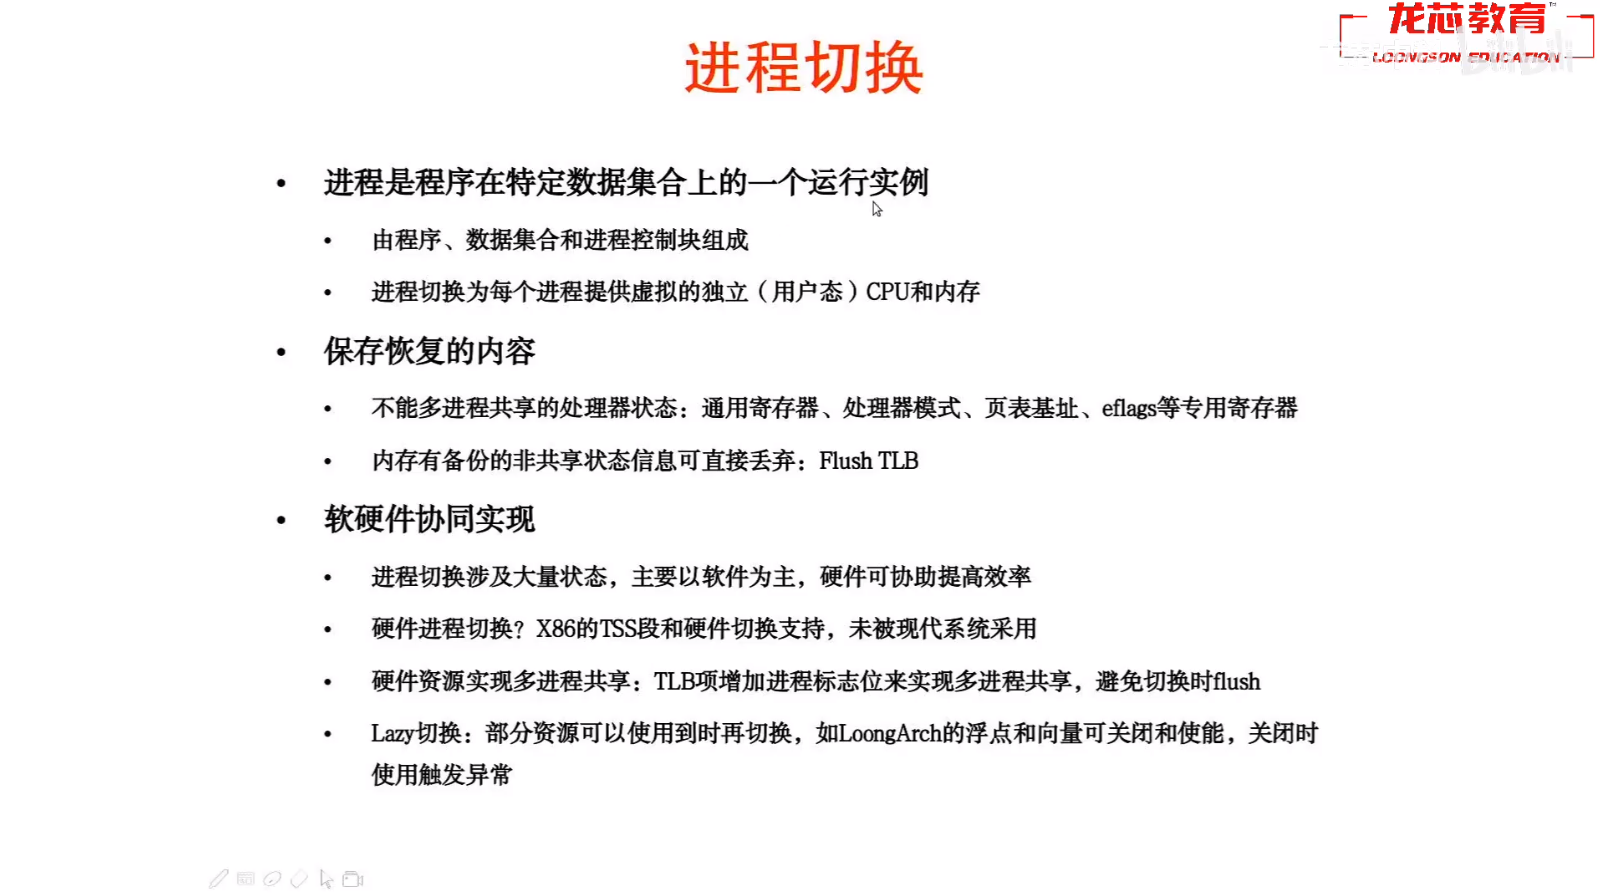 龙芯教育
LOONGSON EDUCATION
进程切换
• 进程是程序在特定数据集合上的一个运行实例
• 由程序、数据集合和进程控制块组成
• 进程切换为每个进程提供虚拟的独立（用户态）CPU和内存
• 保存恢复的内容
• 不能多进程共享的处理器状态：通用寄存器、处理器模式、页表基址、eflags等专用寄存器
• 内存有备份的非共享状态信息可直接丢弃：Flush TLB
• 软硬件协同实现
• 进程切换涉及大量状态，主要以软件为主，硬件可协助提高效率
• 硬件进程切换？X86的TSS段和硬件切换支持，未被现代系统采用
• 硬件资源实现多进程共享：TLB项增加进程标志位来实现多进程共享，避免切换时flush
• Lazy切换：部分资源可以使用到时再切换，如LoongArch的浮点和向量可关闭和使能，关闭时
使用触发异常